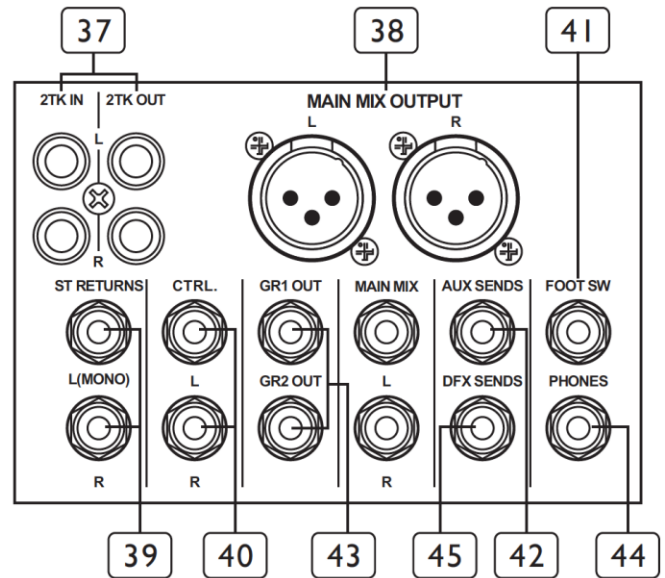 37 38 41
2TK IN 2TK OUT MAIN MIX OUTPUT
L L R
R
ST RETURNS CTRL. GR1 OUT MAIN MIX AUX SENDS FOOT SW
L(MONO) L GR2 OUT L DFX SENDS PHONES
R R R
39 40 43 45 42 44